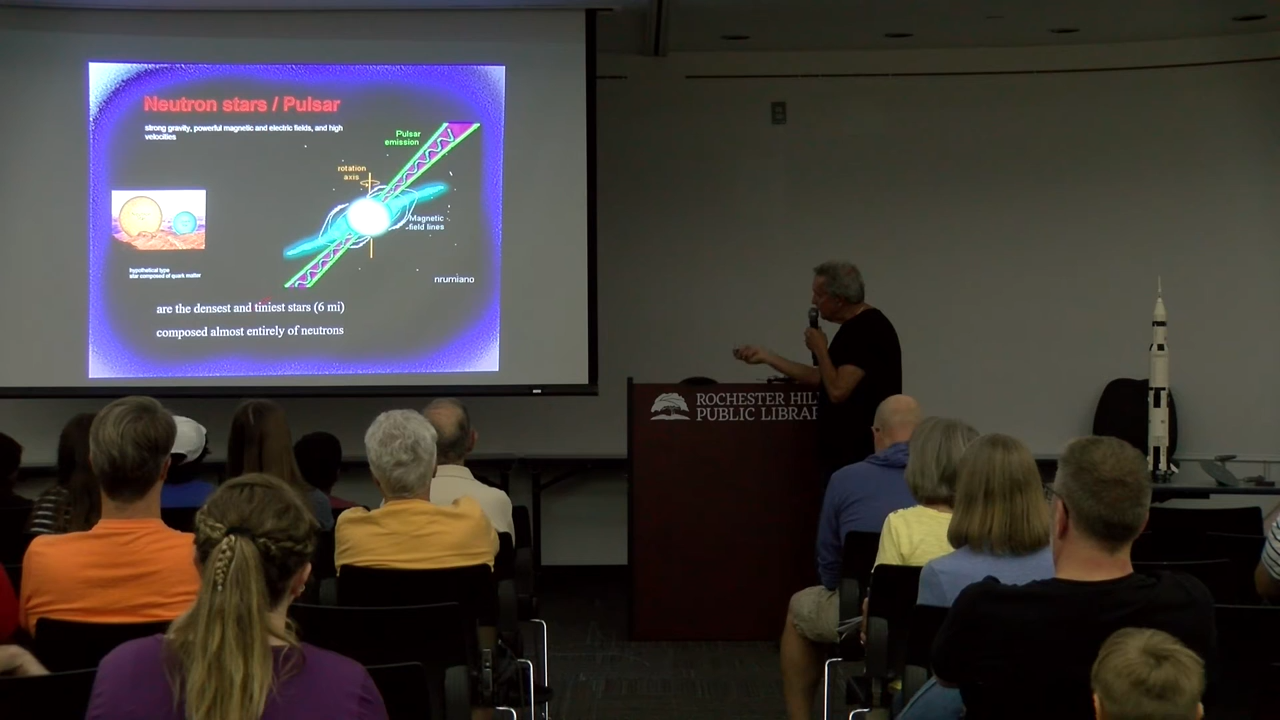 Neutron stars / Pulsar
strong gravity, powerful magnetic and electric fields, and high
velocities
Pulsar
emission
rotation
axis
Magnetic
field lines
hypothetical type
star composed of quark matter
nrumiano
are the densest and tiniest stars (6 mi)
composed almost entirely of neutrons
ROCHESTER HIL
PUBLIC LIBRA